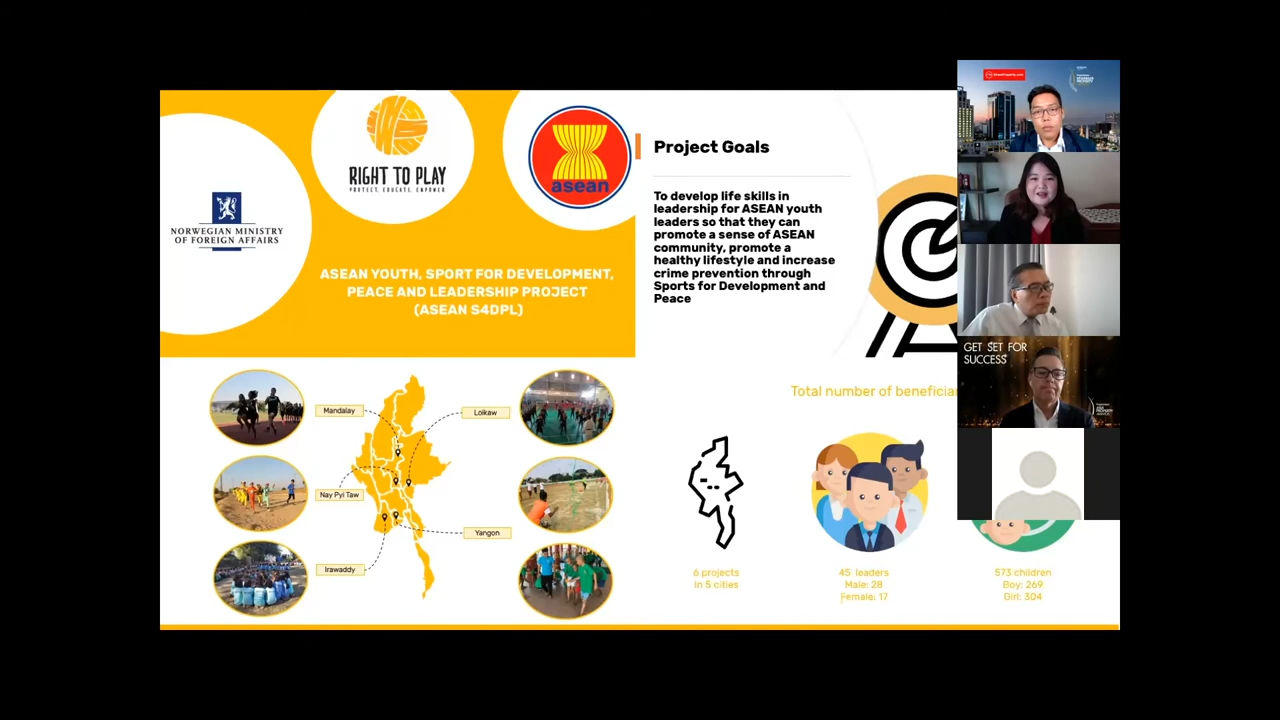 NORWEGIAN MINISTRY
OF FOREIGN AFFAIRS
RIGHT TO PLAY
PROTECT. EDUCATE. EMPOWER.
asean
ASEAN YOUTH, SPORT FOR DEVELOPMENT,
PEACE AND LEADERSHIP PROJECT
(ASEAN S4DPL)
Project Goals
To develop life skills in
leadership for ASEAN youth
leaders so that they can
promote a sense of ASEAN
community, promote a
healthy lifestyle and increase
crime prevention through
Sports for Development and
Peace
Mandalay
Loikaw
Nay Pyi Taw
Yangon
Irawaddy
Total number of beneficiar
6 projects
in 5 cities
45 leaders
Male: 28
Female: 17
573 children
Boy: 269
Girl: 304
GET SET FOR
SUCCESS